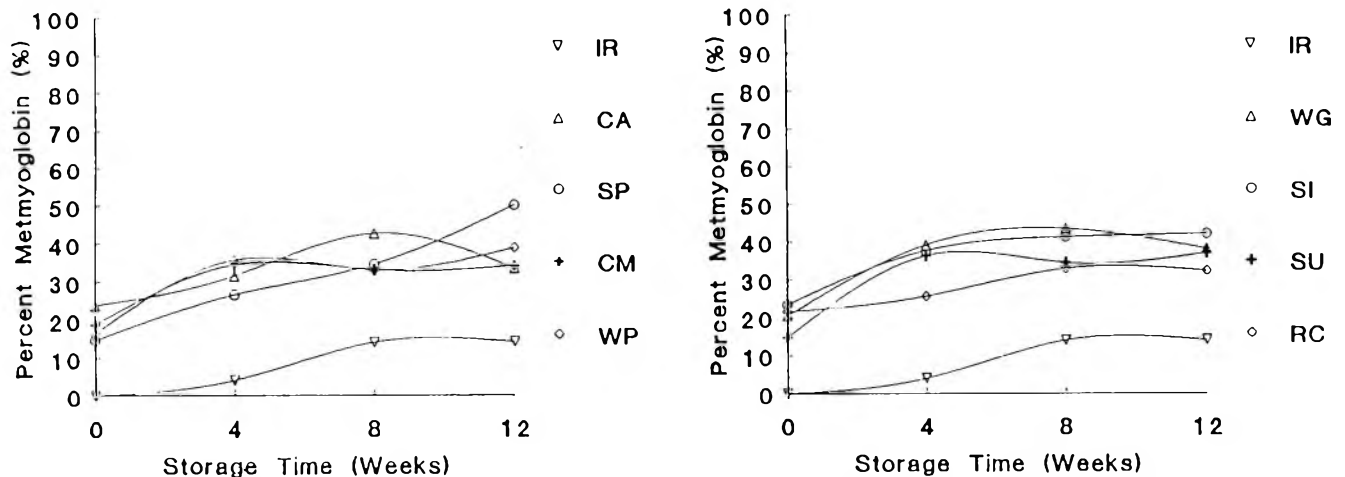 Percent Metmyoglobin (%)
100
90
80
70
60
50
40
30
20
10
0
0 4 8 12
Storage Time (Weeks)
IR
CA
SP
CM
WP
Percent Metmyoglobin (%)
100
90
80
70
60
50
40
30
20
10
0
0 4 8 12
Storage Time (Weeks)
IR
WG
SI
SU
RC